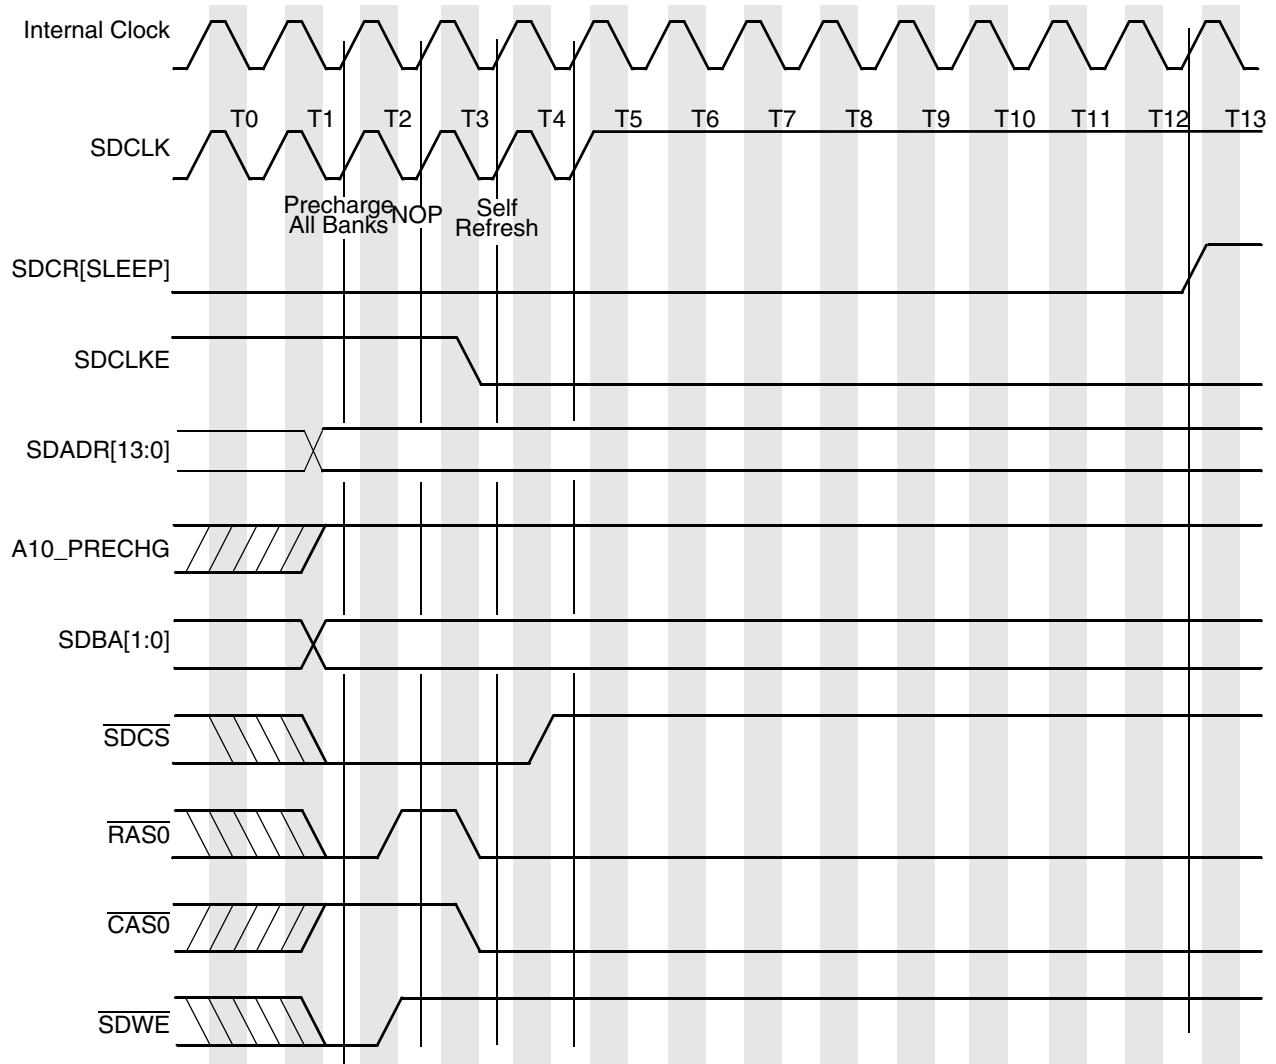 Internal Clock
T0 T1 T2 T3 T4 T5 T6 T7 T8 T9 T10 T11 T12 T13
SDCLK
Precharge
All Banks
NOP
Self
Refresh
SDCR[SLEEP]
SDCLKE
SDADR[13:0]
A10_PRECHG
SDBA[1:0]
SDCS
RAS0
CAS0
SDWE